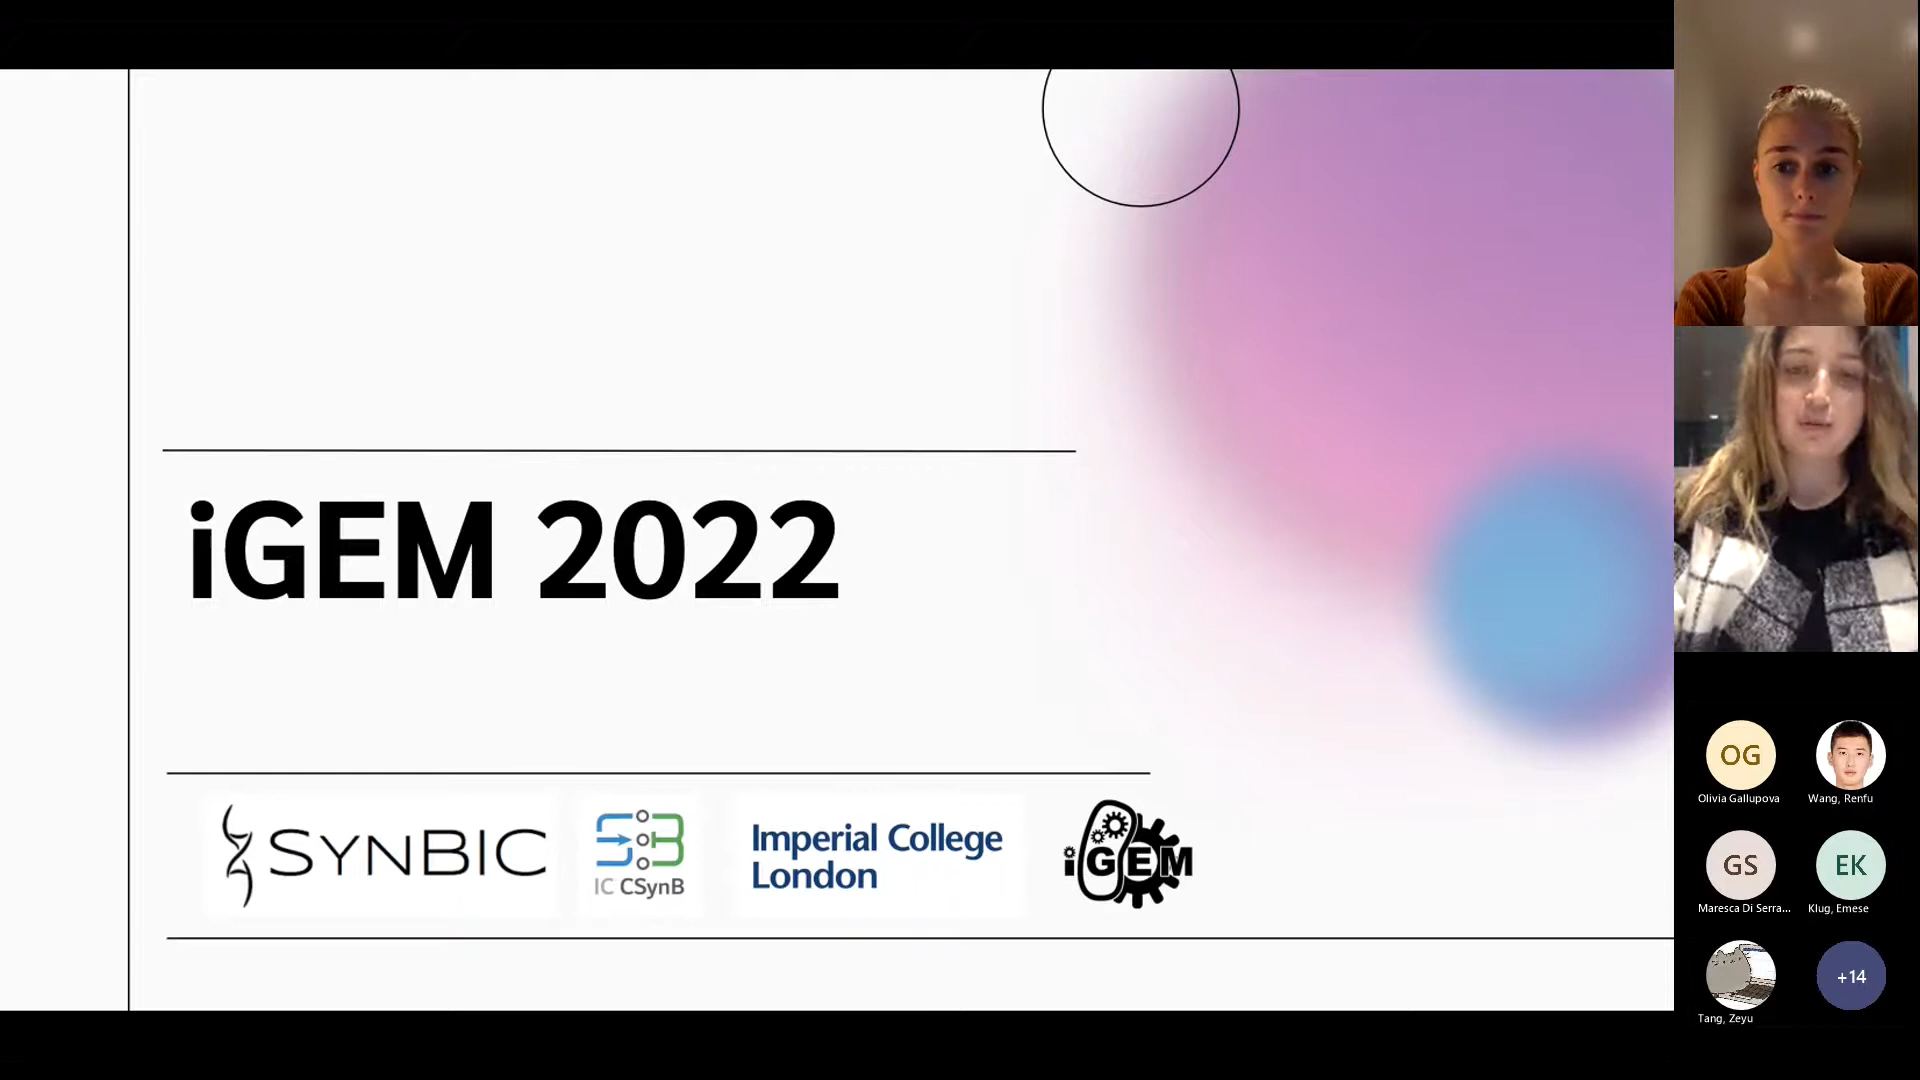 iGEM 2022
SYNBIC
IC CSynB
Imperial College
London
iGEM
OG
Olivia Gallupova
Wang, Renfu
GS
Maresca Di Serra...
EK
Klug, Emese
Tang, Zeyu
+14